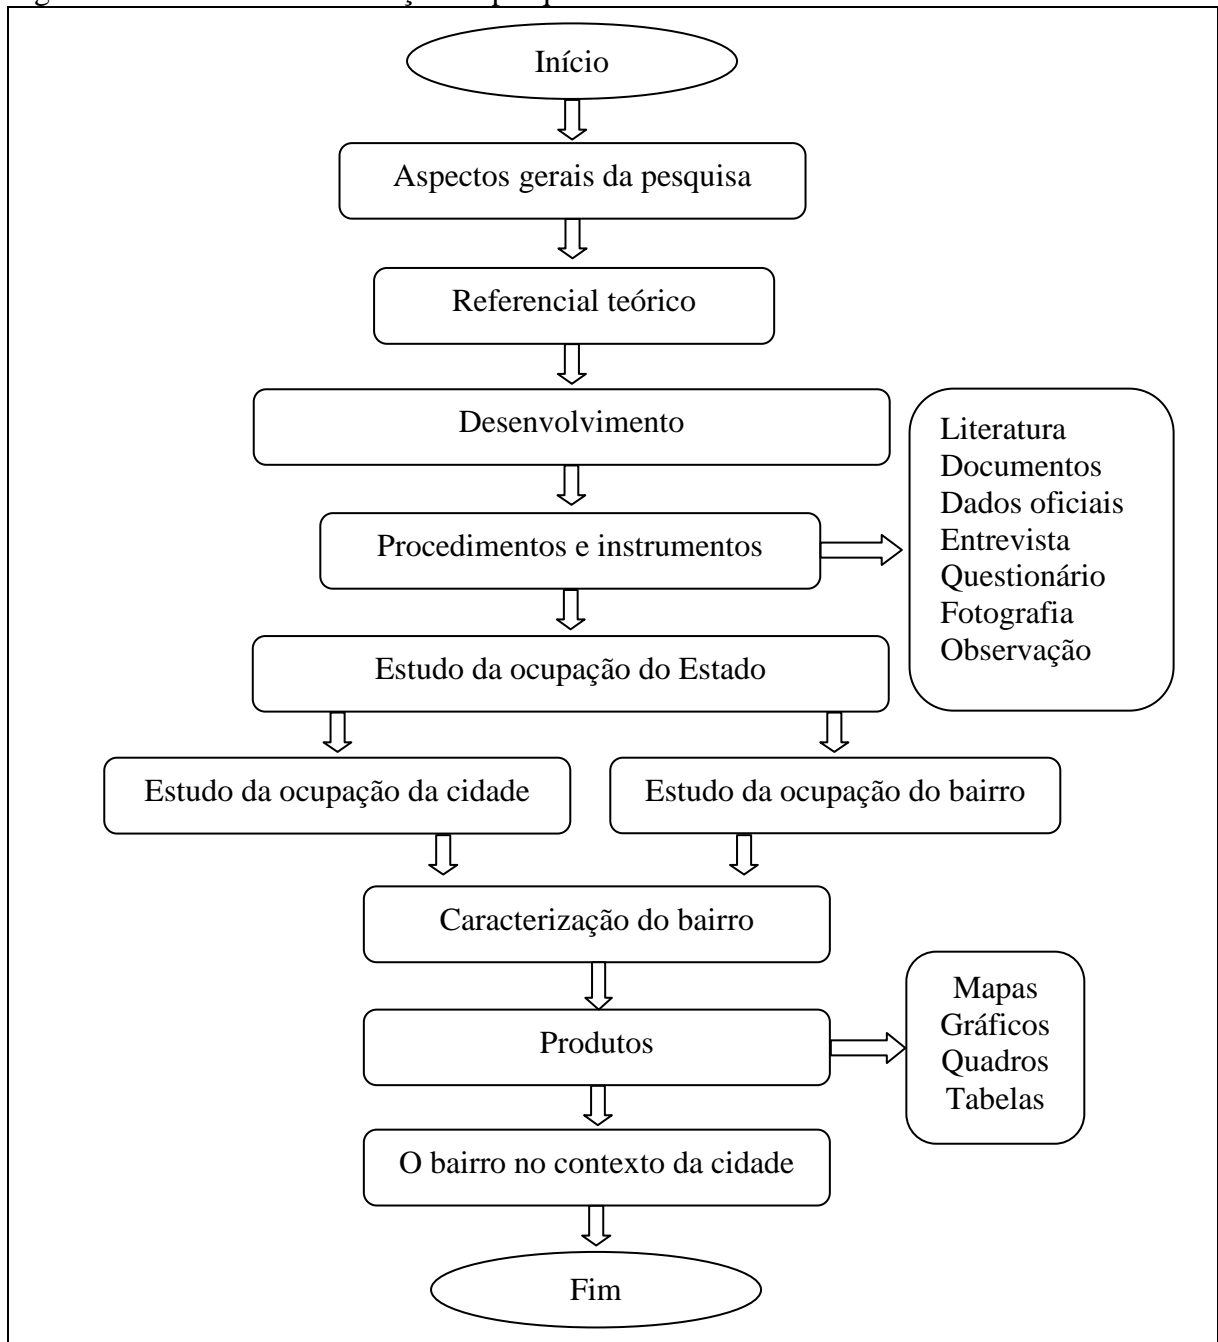 Início
Aspectos gerais da pesquisa
Referencial teórico
Desenvolvimento
Procedimentos e instrumentos
Literatura
Documentos
Dados oficiais
Entrevista
Questionário
Fotografia
Observação
Estudo da ocupação do Estado
Estudo da ocupação da cidade
Estudo da ocupação do bairro
Caracterização do bairro
Produtos
Mapas
Gráficos
Quadros
Tabelas
O bairro no contexto da cidade
Fim